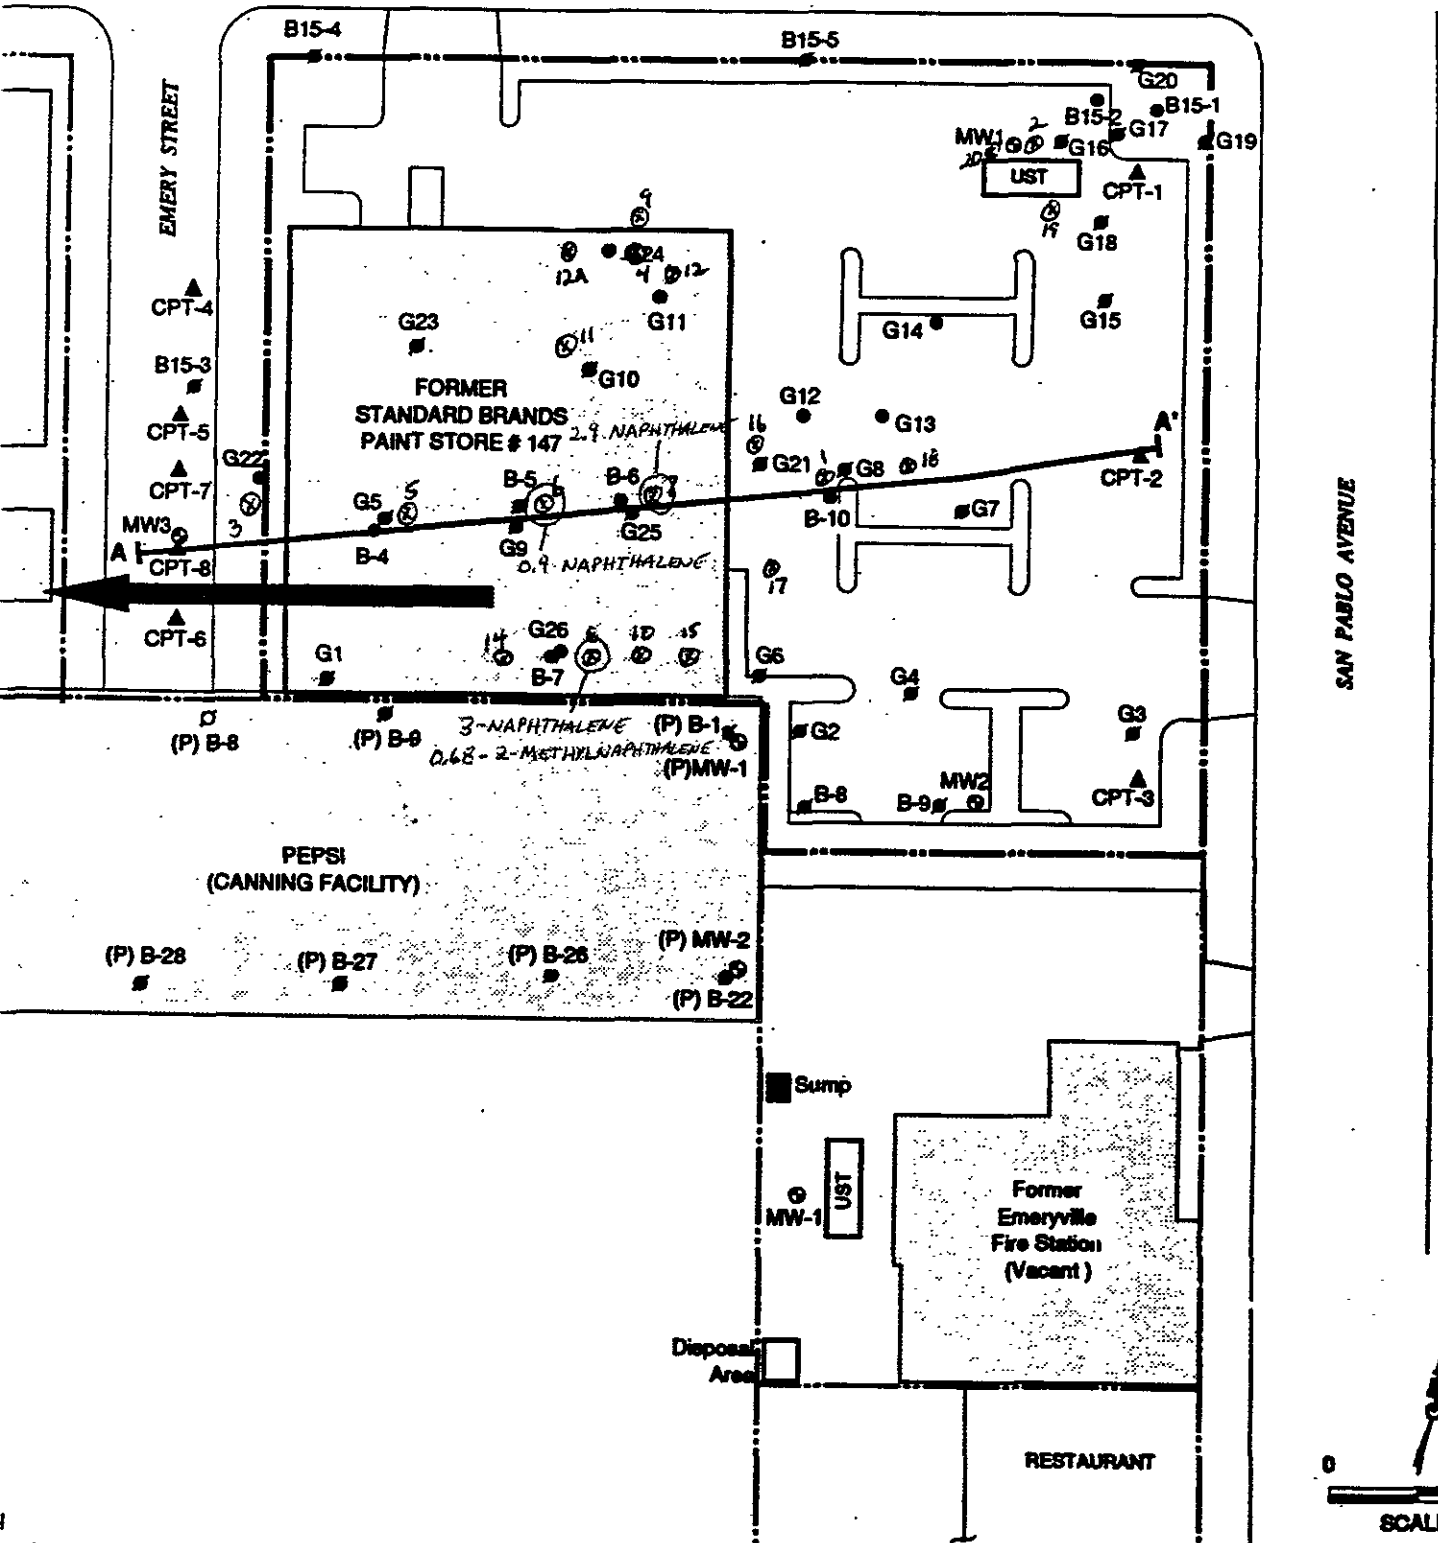 B15-4
B15-5
G20
B15-1
B15-2
EMERY STREET
G17
G19
MW1
2
G16
20
UST
CPT-1
19
G18
9
G24
12A
4
12
CPT-4
G11
G15
G23
11
G14
B15-3
G10
FORMER
STANDARD BRANDS
PAINT STORE # 147
G12
G13
CPT-5
2.9 NAPHTHALENE
16
A'
G22
G21
1
G8
18
CPT-2
CPT-7
B-5
6
B-6
7
G5
5
3
MW3
G9
G25
B-10
G7
A
B-4
CPT-8
0.9 NAPHTHALENE
17
SAN PABLO AVENUE
CPT-6
G1
14
G26
8
10
15
B-7
G6
G4
(P) B-8
(P) B-9
3-NAPHTHALENE
(P) B-1
G2
G3
0.68-2-METHYLNAPHTHALENE
(P)MW-1
B-8
B-9
MW2
CPT-3
PEPSI
(CANNING FACILITY)
(P) B-28
(P) B-27
(P) B-26
(P) MW-2
(P) B-22
Sump
UST
MW-1
Former
Emeryville
Fire Station
(Vacant)
Disposal
Area
RESTAURANT
0
SCAL